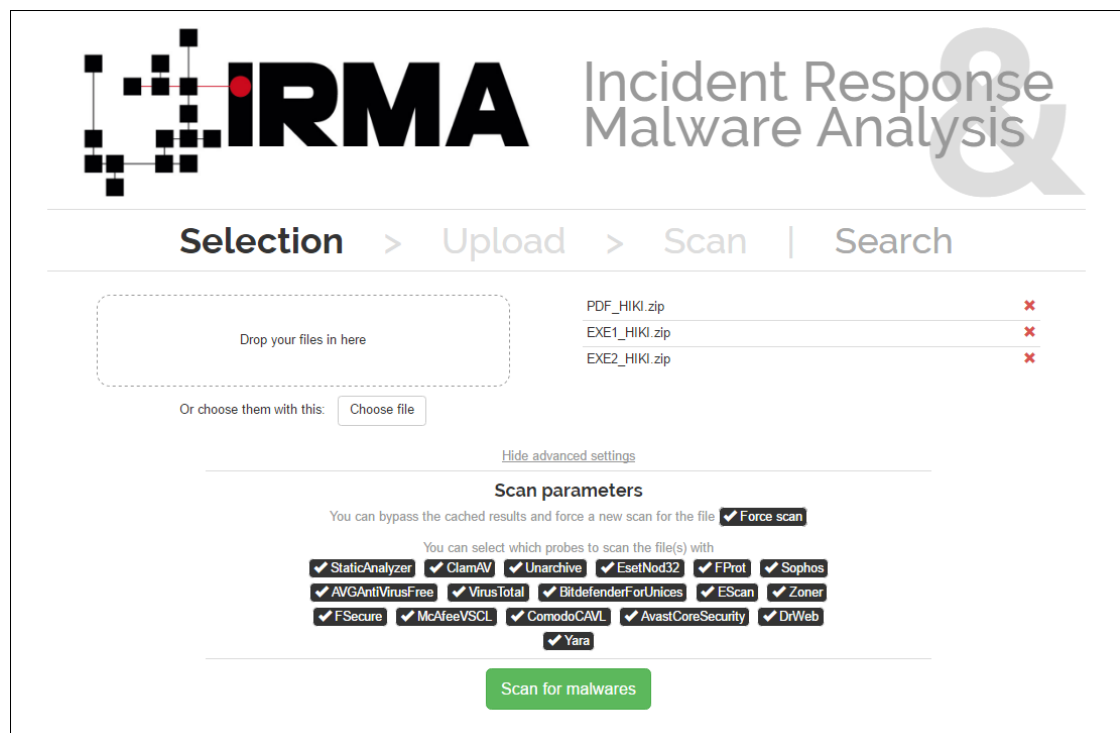 IRMA
Incident Response
&
Malware Analysis
Selection > Upload > Scan | Search
Drop your files in here
Or choose them with this: Choose file
PDF_HIKI.zip
EXE1_HIKI.zip
EXE2_HIKI.zip
Hide advanced settings
Scan parameters
You can bypass the cached results and force a new scan for the file Force scan
You can select which probes to scan the file(s) with
StaticAnalyzer ClamAV Unarchive EsetNod32 FProt Sophos
AVGAntiVirusFree VirusTotal BitdefenderForUnices EScan Zoner
FSecure McAfeeVSCL ComodoCAVL AvastCoreSecurity DrWeb
Yara
Scan for malwares